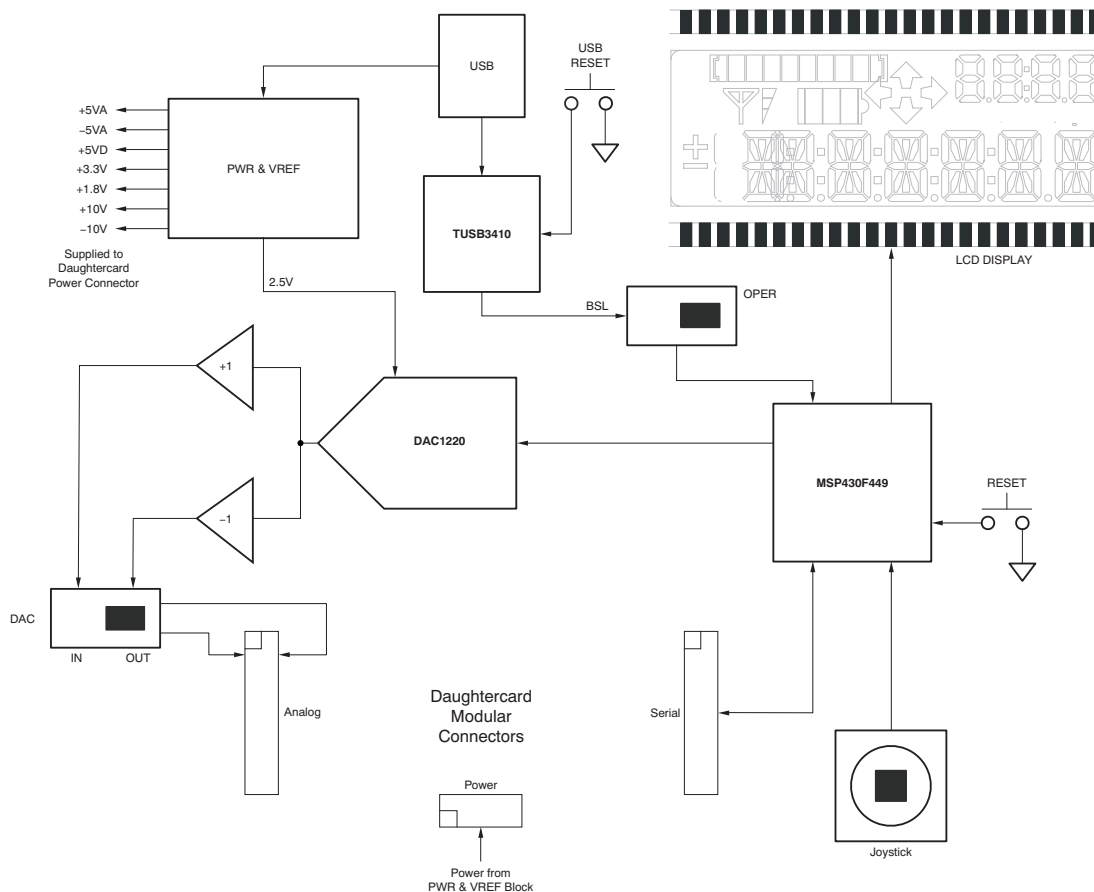 USB
USB
RESET
+5VA
−5VA
+5VD
+3.3V
+1.8V
+10V
−10V
PWR & VREF
TUSB3410
Supplied to
Daughtercard
Power Connector
2.5V
LCD DISPLAY
BSL
OPER
+1
DAC1220
MSP430F449
RESET
−1
DAC
IN
OUT
Analog
Daughtercard
Modular
Connectors
Serial
Power
Power from
PWR & VREF Block
Joystick